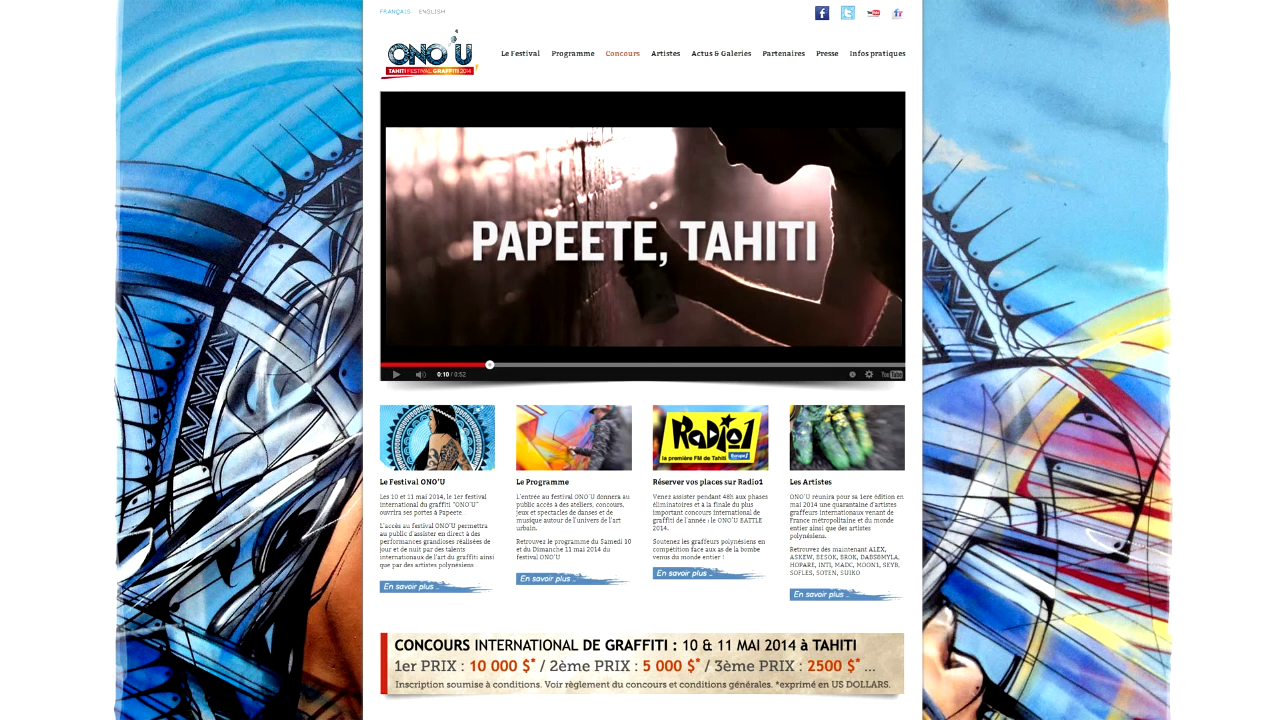 FRANÇAIS ENGLISH
ONO'U
TAHITI FESTIVAL GRAFFITI 2014
Le Festival Programme Concours Artistes Actus & Galeries Partenaires Presse Infos pratiques
PAPEETE, TAHITI
0:10 / 0:52
YouTube
Radio1
la première FM de Tahiti
Europe1
Le Festival ONO'U
Les 10 et 11 mai 2014, le 1er festival
international du graffiti "ONO'U"
ouvrira ses portes à Papeete.
L'accès au festival ONO'U permettra
au public d'assister en direct à des
performances grandioses réalisées de
jour et de nuit par des talents
internationaux de l'art du graffiti ainsi
que par des artistes polynésiens.
En savoir plus ..
Le Programme
L'entrée au festival ONO'U donnera au
public accès à des ateliers, concours,
jeux et spectacles de danses et de
musique autour de l'univers de l'art
urbain.
Retrouvez le programme du Samedi 10
et du Dimanche 11 mai 2014 du
festival ONO'U
En savoir plus ..
Réserver vos places sur Radio1
Venez assister pendant 48h aux phases
éliminatoires et à la finale du plus
important concours international de
graffiti de l'année : le ONO'U BATTLE
2014.
Soutenez les graffeurs polynésiens en
compétition face aux as de la bombe
venus du monde entier !
En savoir plus ..
Les Artistes
ONO'U réunira pour sa 1ere édition en
mai 2014 une quarantaine d'artistes
graffeurs internationaux venant de
France métropolitaine et du monde
entier ainsi que des artistes
polynésiens.
Retrouvez dès maintenant ALEX,
ASKEW, BESOK, BROK, DABS&MYLA,
HOPARE, INTI, MADC, MOON1, SEYB,
SOFLES, SOTEN, SUIKO
En savoir plus ..
CONCOURS INTERNATIONAL DE GRAFFITI : 10 & 11 MAI 2014 à TAHITI
1er PRIX : 10 000 $* / 2ème PRIX : 5 000 $* / 3ème PRIX : 2500 $* ...
Inscription soumise à conditions. Voir règlement du concours et conditions générales. *exprimé en US DOLLARS.